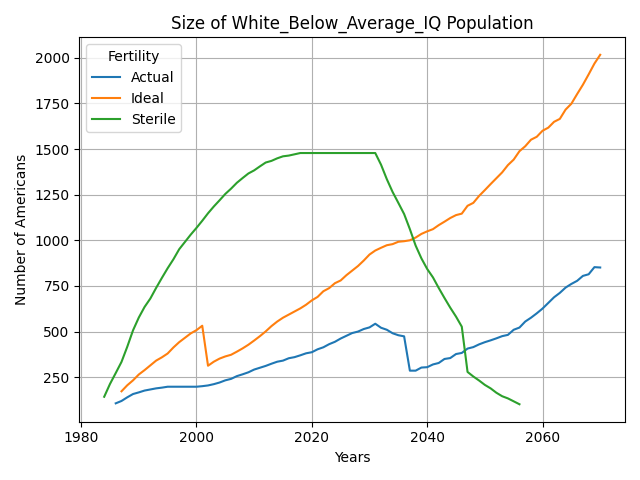 Size of White_Below_Average_IQ Population
Fertility
Actual
Ideal
Sterile
Number of Americans
2000
1750
1500
1250
1000
750
500
250
1980
2000
2020
2040
2060
Years